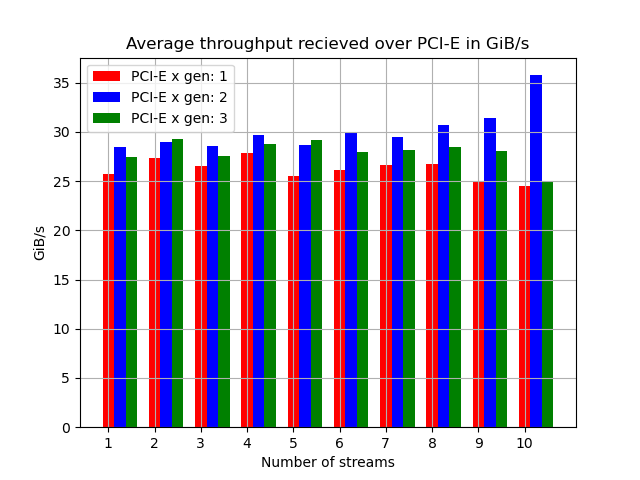 Average throughput recieved over PCI-E in GiB/s
PCI-E x gen: 1
PCI-E x gen: 2
PCI-E x gen: 3
35
30
25
20
15
10
5
0
GiB/s
1 2 3 4 5 6 7 8 9 10
Number of streams